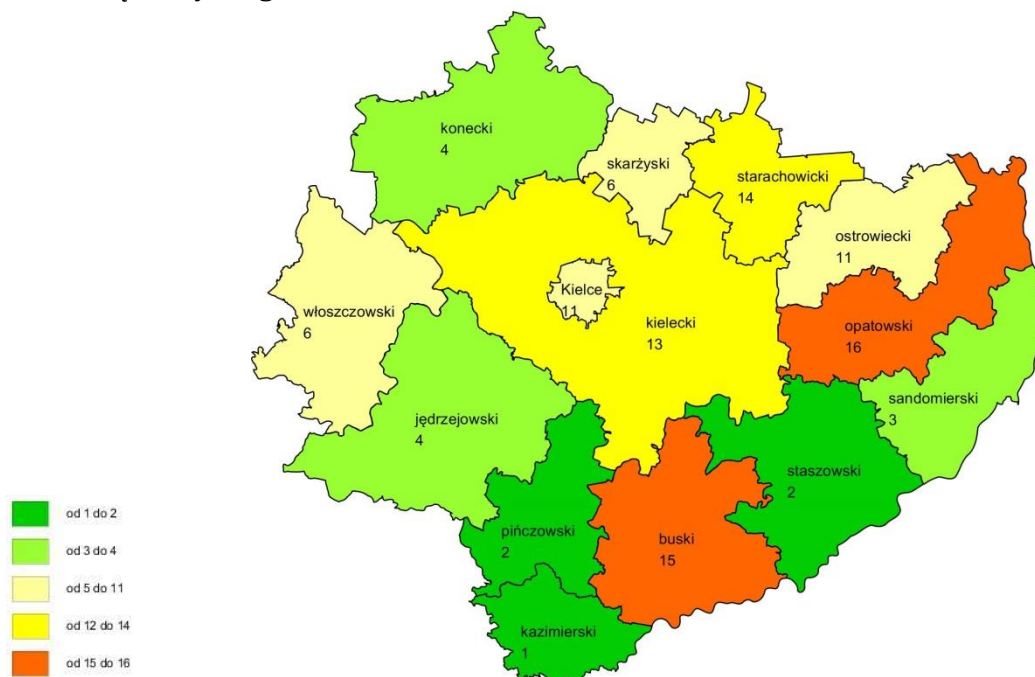 konecki
4
skarżyski
6
starachowicki
14
ostrowiecki
11
włoszczowski
6
Kielce
11
kielecki
13
opatowski
16
sandomierski
3
jędrzejowski
4
staszowski
2
pińczowski
2
buski
15
kazimierski
1
od 1 do 2
od 3 do 4
od 5 do 11
od 12 do 14
od 15 do 16